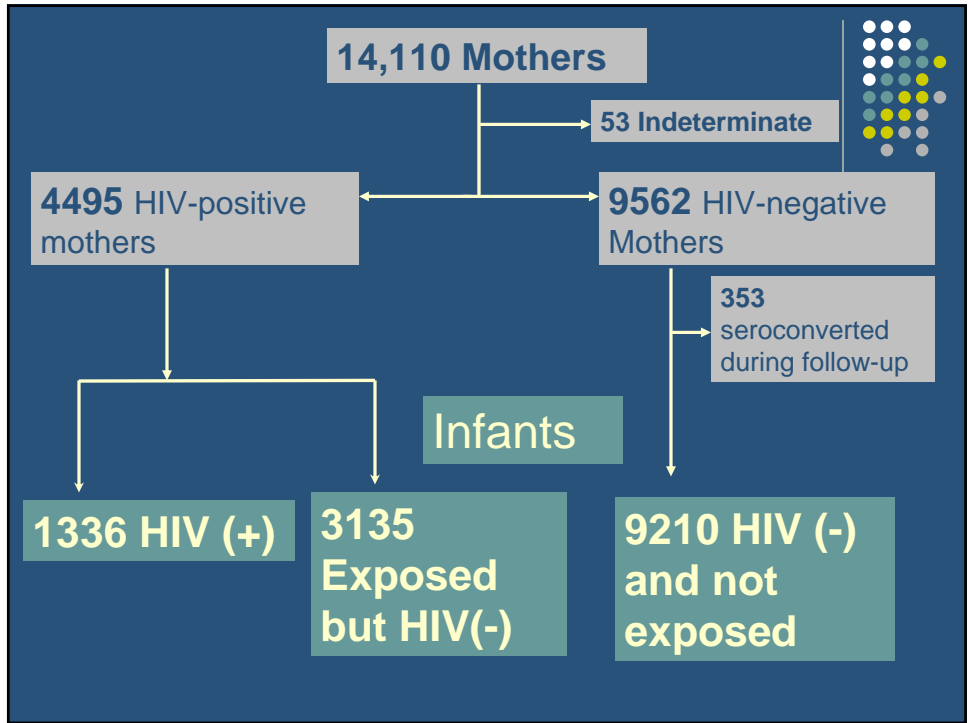 14,110 Mothers
53 Indeterminate
4495 HIV-positive
mothers
9562 HIV-negative
Mothers
353
seroconverted
during follow-up
Infants
1336 HIV (+)
3135
Exposed
but HIV(-)
9210 HIV (-)
and not
exposed